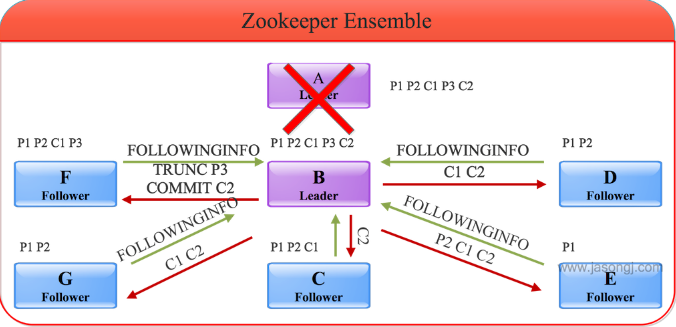 Zookeeper Ensemble
A
Leader
P1 P2 C1 P3 C2
P1 P2 C1 P3
FOLLOWINGINFO
P1 P2 C1 P3 C2
FOLLOWINGINFO
P1 P2
F
Follower
TRUNC P3
COMMIT C2
B
Leader
C1 C2
D
Follower
P1 P2
FOLLOWINGINFO
C1 C2
P1 P2 C1
C2
FOLLOWINGINFO
P2 C1 C2
P1
G
Follower
C
Follower
www.jasongj.com
E
Follower